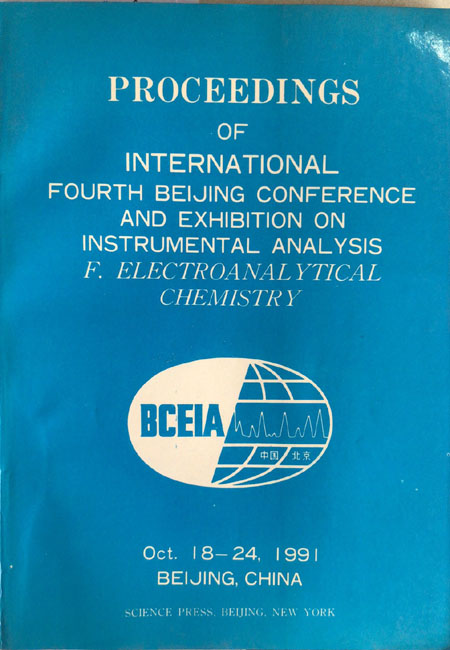 PROCEEDINGS
OF
INTERNATIONAL
FOURTH BEIJING CONFERENCE
AND EXHIBITION ON
INSTRUMENTAL ANALYSIS
F. ELECTROANALYTICAL
CHEMISTRY
BCEIA
中国 北京
Oct. 18-24, 1991
BEIJING, CHINA
SCIENCE PRESS, BEIJING, NEW YORK